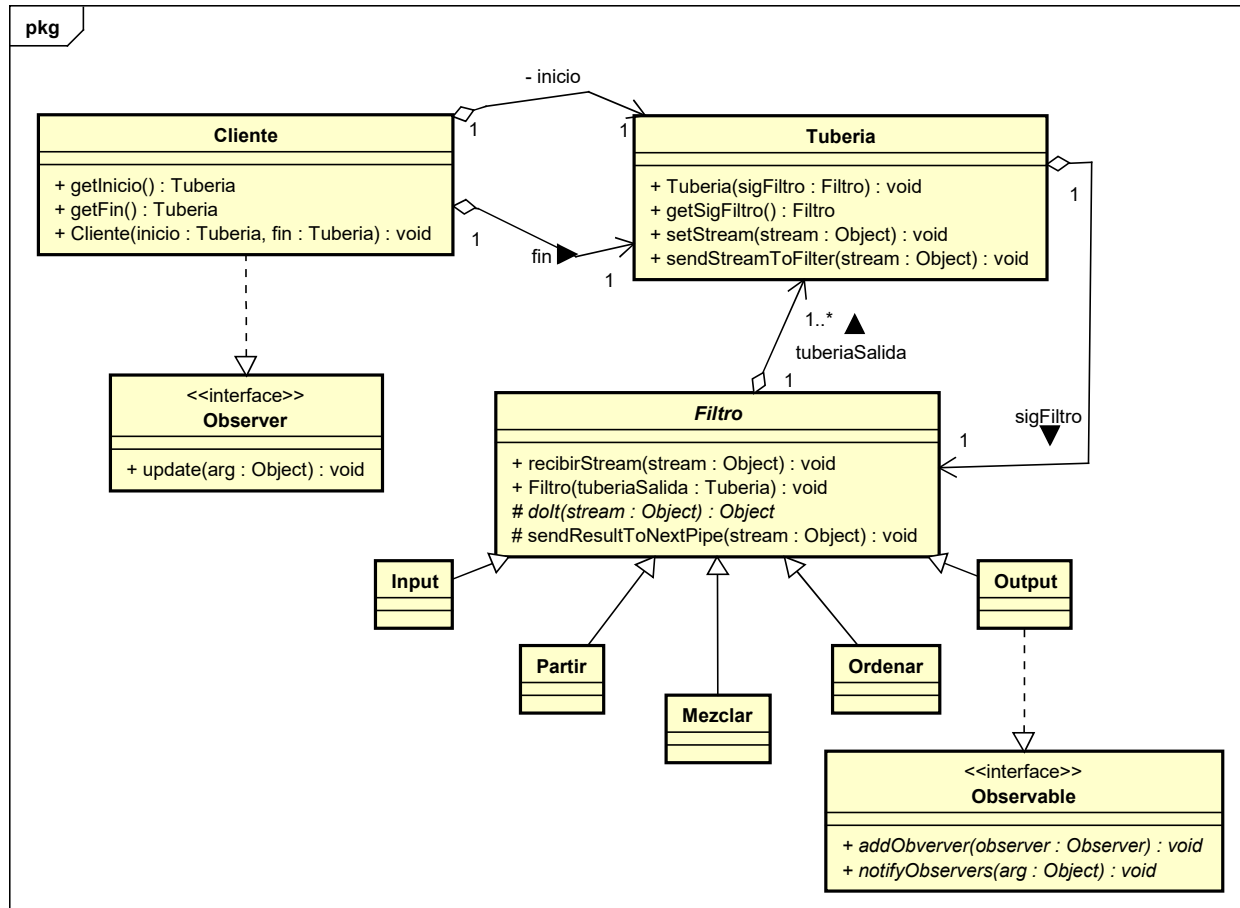 pkg
- inicio
1
1
Cliente
+ getInicio() : Tuberia
+ getFin() : Tuberia
+ Cliente(inicio : Tuberia, fin : Tuberia) : void
1
fin
1
Tuberia
+ Tuberia(sigFiltro : Filtro) : void
+ getSigFiltro() : Filtro
+ setStream(stream : Object) : void
+ sendStreamToFilter(stream : Object) : void
1
1..*
tuberiaSalida
1
sigFiltro
1
<<interface>>
Observer
+ update(arg : Object) : void
Filtro
+ recibirStream(stream : Object) : void
+ Filtro(tuberiaSalida : Tuberia) : void
# doIt(stream : Object) : Object
# sendResultToNextPipe(stream : Object) : void
Input
Partir
Mezclar
Ordenar
Output
<<interface>>
Observable
+ addObverver(observer : Observer) : void
+ notifyObservers(arg : Object) : void